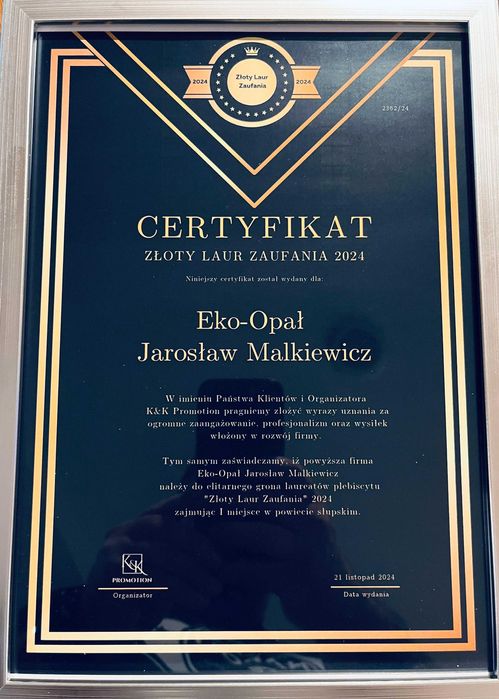 2024
Złoty Laur
Zaufania
2024
2362/24
CERTYFIKAT
ZŁOTY LAUR ZAUFANIA 2024
Niniejszy certyfikat został wydany dla:
Eko-Opał
Jarosław Malkiewicz
W imieniu Państwa Klientów i Organizatora
K&K Promotion pragniemy złożyć wyrazy uznania za
ogromne zaangażowanie, profesjonalizm oraz wysiłek
włożony w rozwój firmy.
Tym samym zaświadczamy, iż powyższa firma
Eko-Opał Jarosław Malkiewicz
należy do elitarnego grona laureatów plebiscytu
"Złoty Laur Zaufania" 2024
zajmując I miejsce w powiecie słupskim.
K&K
PROMOTION
Organizator
21 listopad 2024
Data wydania